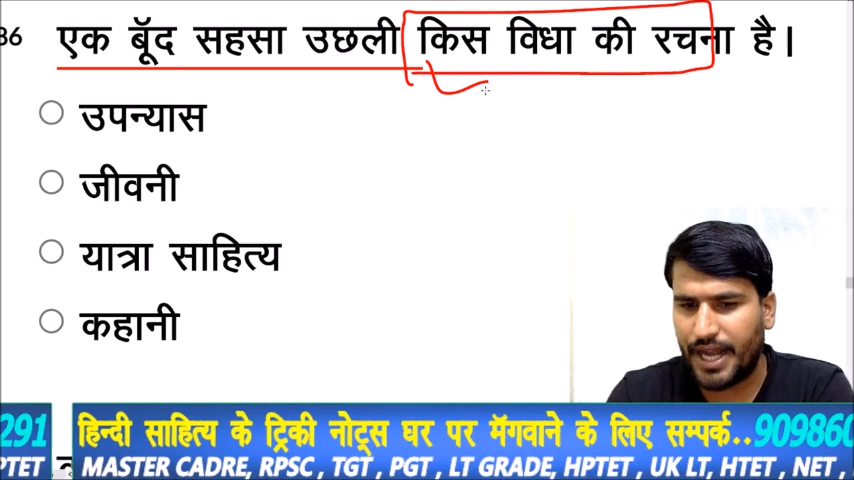 86 एक बूँद सहसा उछली किस विधा की रचना है।
उपन्यास
जीवनी
यात्रा साहित्य
कहानी
291 हिन्दी साहित्य के ट्रिकी नोट्स घर पर मँगवाने के लिए सम्पर्क..909860
PTET MASTER CADRE, RPSC , TGT , PGT , LT GRADE, HPTET , UK LT, HTET , NET ,